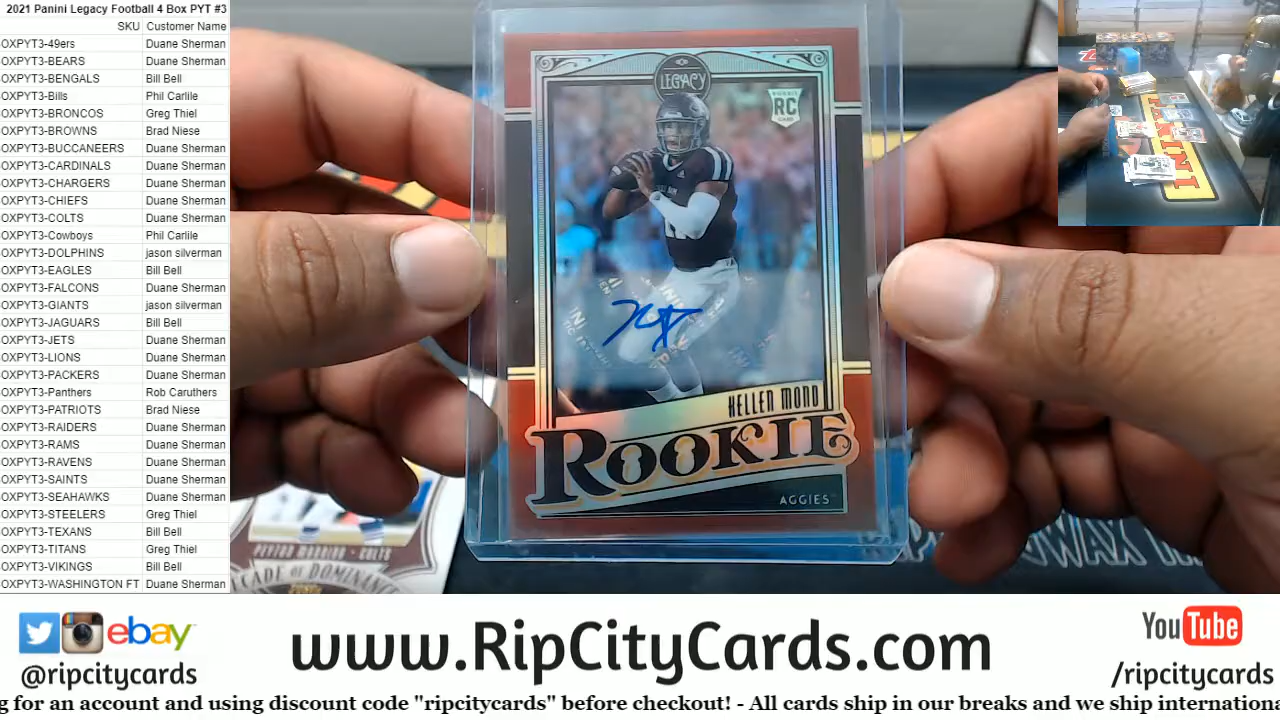 2021 Panini Legacy Football 4 Box PYT #3
SKU Customer Name
OXPYT3-49ers Duane Sherman
OXPYT3-BEARS Duane Sherman
OXPYT3-BENGALS Bill Bell
OXPYT3-Bills Phil Carlile
OXPYT3-BRONCOS Greg Thiel
OXPYT3-BROWNS Brad Niese
OXPYT3-BUCCANEERS Duane Sherman
OXPYT3-CARDINALS Duane Sherman
OXPYT3-CHARGERS Duane Sherman
OXPYT3-CHIEFS Duane Sherman
OXPYT3-COLTS Duane Sherman
OXPYT3-Cowboys Phil Carlile
OXPYT3-DOLPHINS jason silverman
OXPYT3-EAGLES Bill Bell
OXPYT3-FALCONS Duane Sherman
OXPYT3-GIANTS jason silverman
OXPYT3-JAGUARS Bill Bell
OXPYT3-JETS Duane Sherman
OXPYT3-LIONS Duane Sherman
OXPYT3-PACKERS Duane Sherman
OXPYT3-Panthers Rob Caruthers
OXPYT3-PATRIOTS Brad Niese
OXPYT3-RAIDERS Duane Sherman
OXPYT3-RAMS Duane Sherman
OXPYT3-RAVENS Duane Sherman
OXPYT3-SAINTS Duane Sherman
OXPYT3-SEAHAWKS Duane Sherman
OXPYT3-STEELERS Greg Thiel
OXPYT3-TEXANS Bill Bell
OXPYT3-TITANS Greg Thiel
OXPYT3-VIKINGS Bill Bell
OXPYT3-WASHINGTON FT Duane Sherman
LEGACY
RC
KELLEN MOND
ROOKIE
AGGIES
PEYTON MANNING - COLTS
CADE OF DOMINANC
PANINI
ebay
@ripcitycards
www.RipCityCards.com
YouTube
/ripcitycards
g for an account and using discount code "ripcitycards" before checkout! - All cards ship in our breaks and we ship internationa